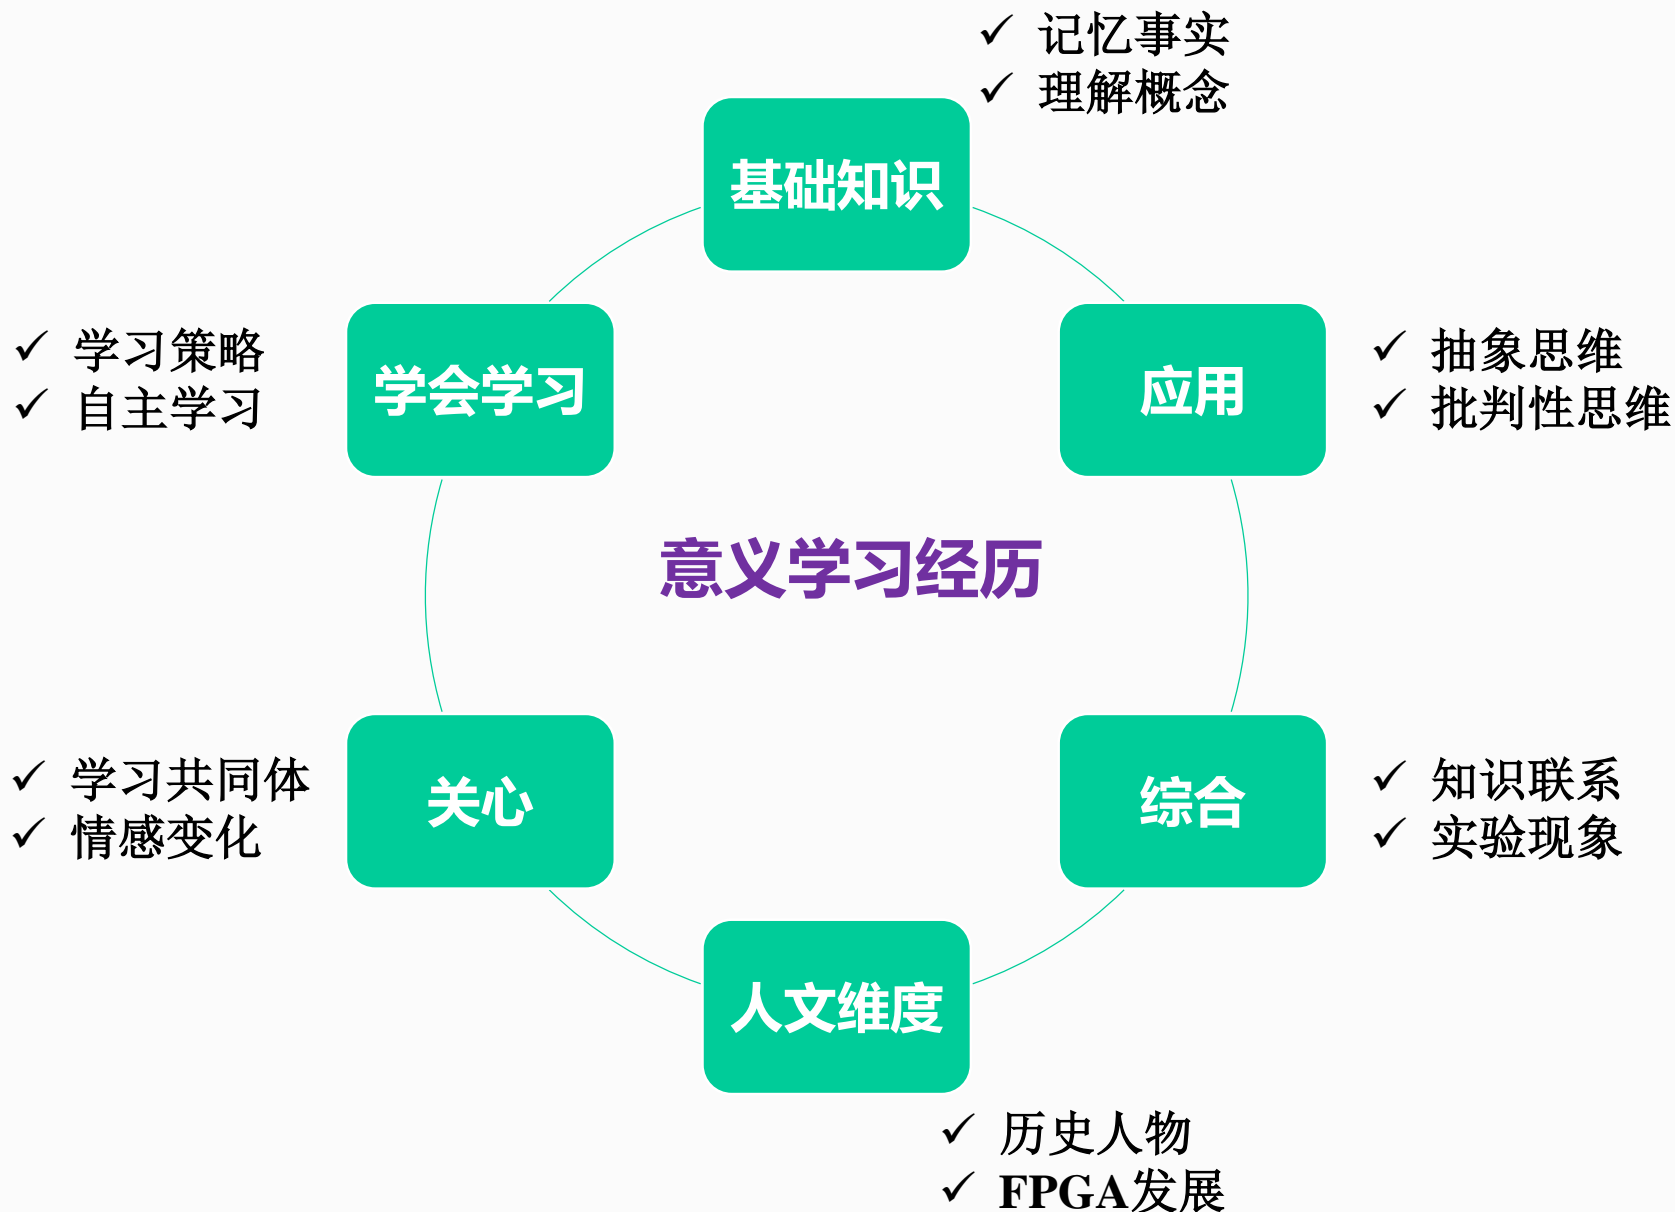 记忆事实
理解概念
基础知识
学会学习
应用
学习策略
自主学习
抽象思维
批判性思维
意义学习经历
关心
综合
学习共同体
情感变化
知识联系
实验现象
人文维度
历史人物
FPGA发展